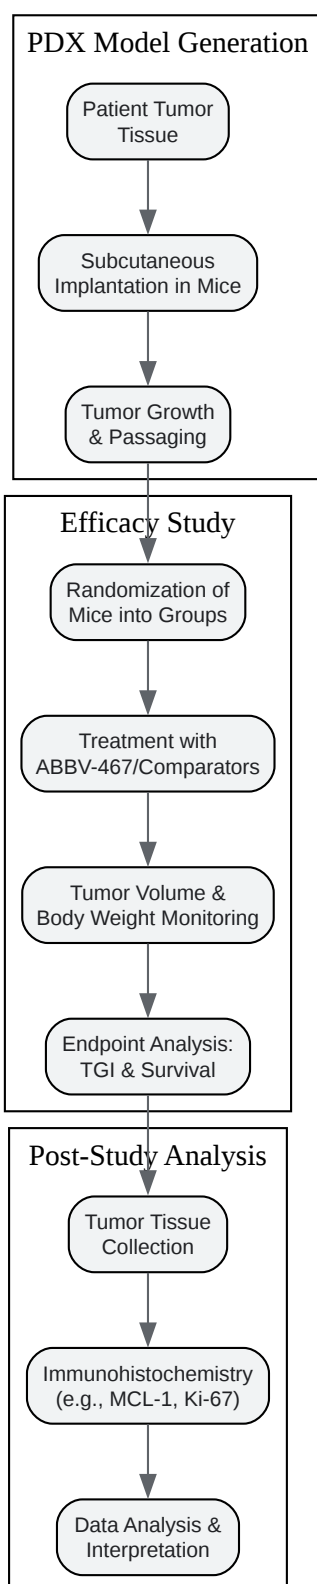 PDX Model Generation
Patient Tumor
Tissue
Subcutaneous
Implantation in Mice
Tumor Growth
& Passaging
Efficacy Study
Randomization of
Mice into Groups
Treatment with
ABBV-467/Comparators
Tumor Volume &
Body Weight Monitoring
Endpoint Analysis:
TGI & Survival
Post-Study Analysis
Tumor Tissue
Collection
Immunohistochemistry
(e.g., MCL-1, Ki-67)
Data Analysis &
Interpretation